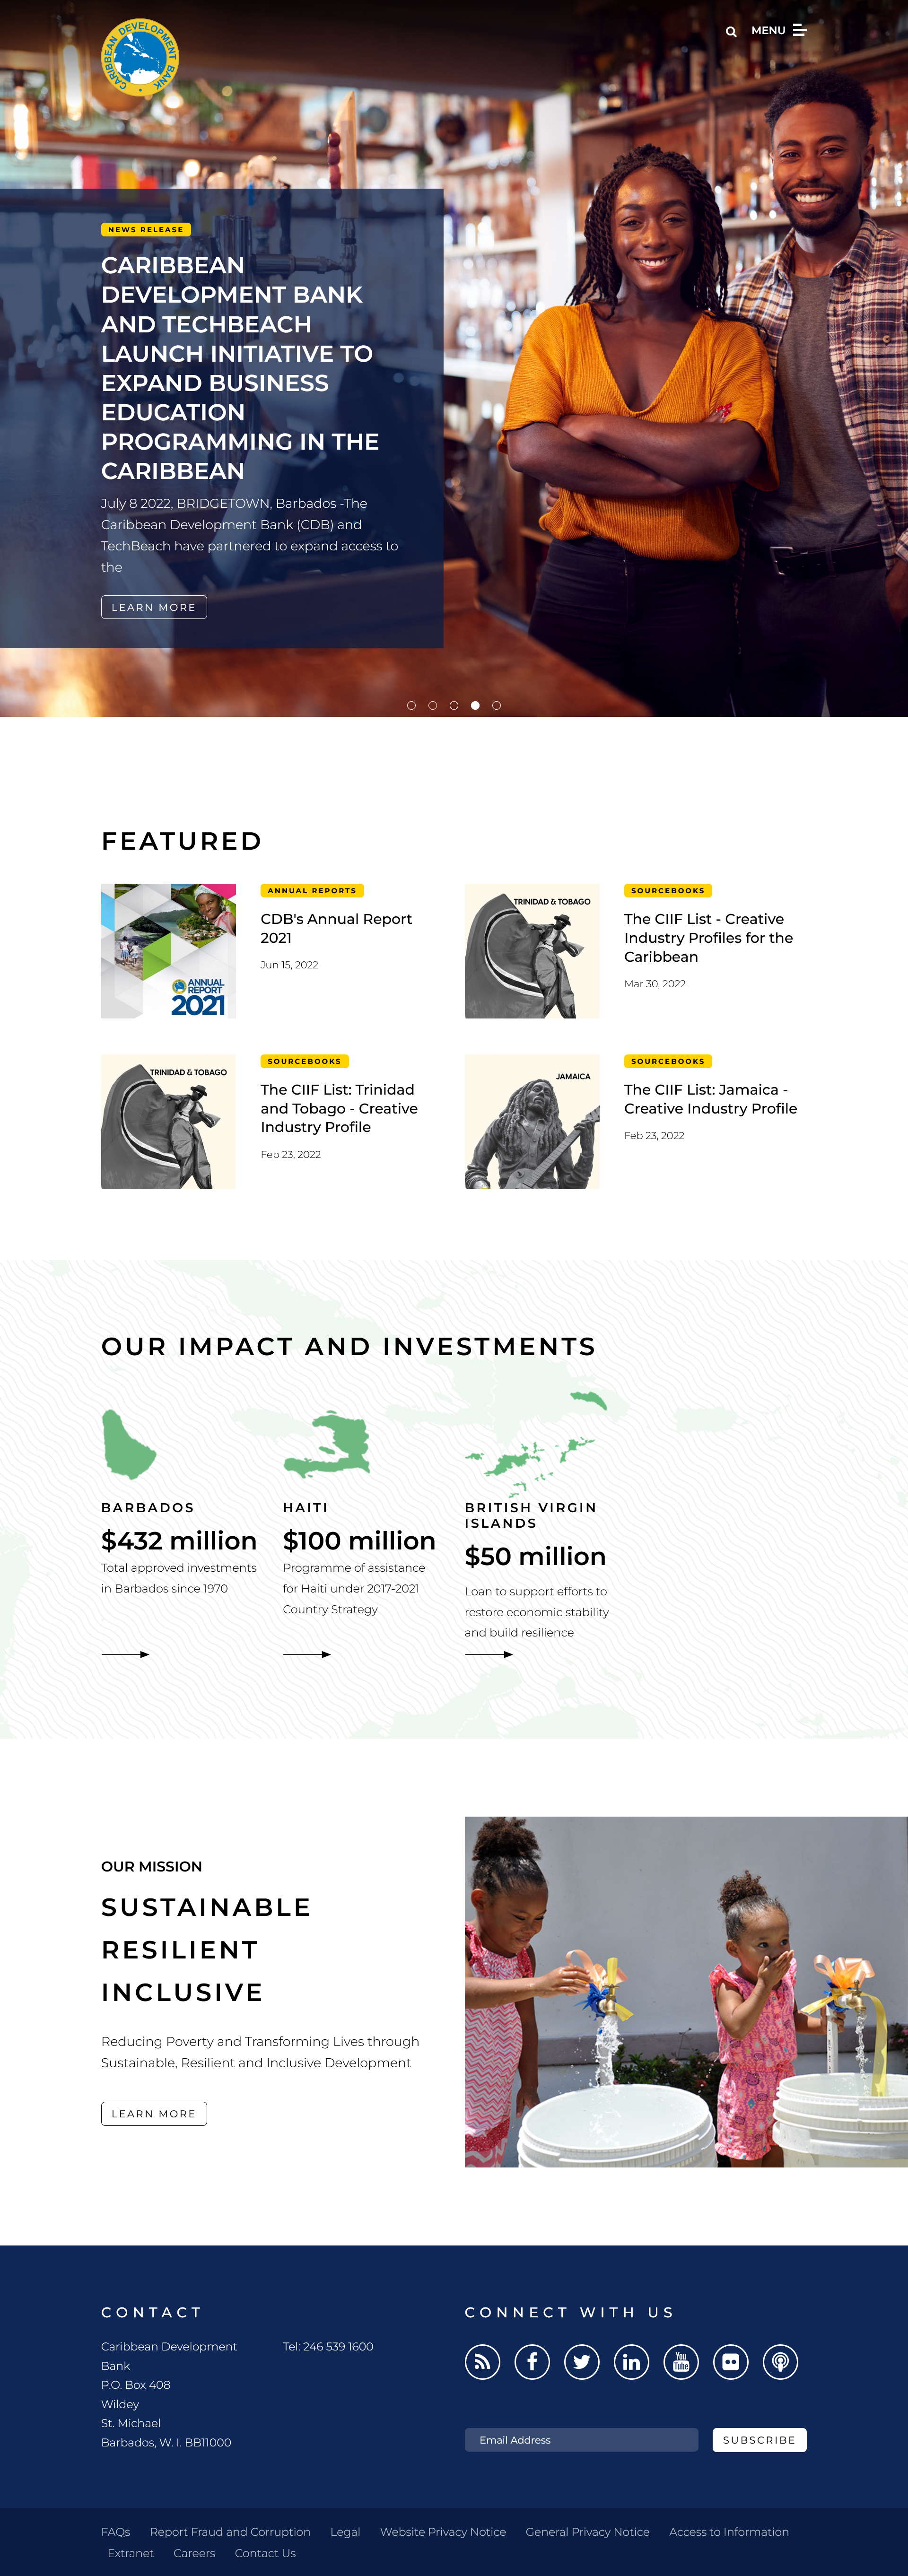 CARIBBEAN DEVELOPMENT BANK
MENU
NEWS RELEASE
CARIBBEAN
DEVELOPMENT BANK
AND TECHBEACH
LAUNCH INITIATIVE TO
EXPAND BUSINESS
EDUCATION
PROGRAMMING IN THE
CARIBBEAN
July 8 2022, BRIDGETOWN, Barbados -The
Caribbean Development Bank (CDB) and
TechBeach have partnered to expand access to
the
LEARN MORE
FEATURED
ANNUAL
REPORT
2021
ANNUAL REPORTS
CDB's Annual Report
2021
Jun 15, 2022
TRINIDAD & TOBAGO
SOURCEBOOKS
The CIIF List - Creative
Industry Profiles for the
Caribbean
Mar 30, 2022
TRINIDAD & TOBAGO
SOURCEBOOKS
The CIIF List: Trinidad
and Tobago - Creative
Industry Profile
Feb 23, 2022
JAMAICA
SOURCEBOOKS
The CIIF List: Jamaica -
Creative Industry Profile
Feb 23, 2022
OUR IMPACT AND INVESTMENTS
BARBADOS
$432 million
Total approved investments
in Barbados since 1970
HAITI
$100 million
Programme of assistance
for Haiti under 2017-2021
Country Strategy
BRITISH VIRGIN
ISLANDS
$50 million
Loan to support efforts to
restore economic stability
and build resilience
OUR MISSION
SUSTAINABLE
RESILIENT
INCLUSIVE
Reducing Poverty and Transforming Lives through
Sustainable, Resilient and Inclusive Development
LEARN MORE
CONTACT
Caribbean Development
Bank
P.O. Box 408
Wildey
St. Michael
Barbados, W. I. BB11000
Tel: 246 539 1600
CONNECT WITH US
You
Tube
Email Address
SUBSCRIBE
FAQs Report Fraud and Corruption Legal Website Privacy Notice General Privacy Notice Access to Information
Extranet Careers Contact Us